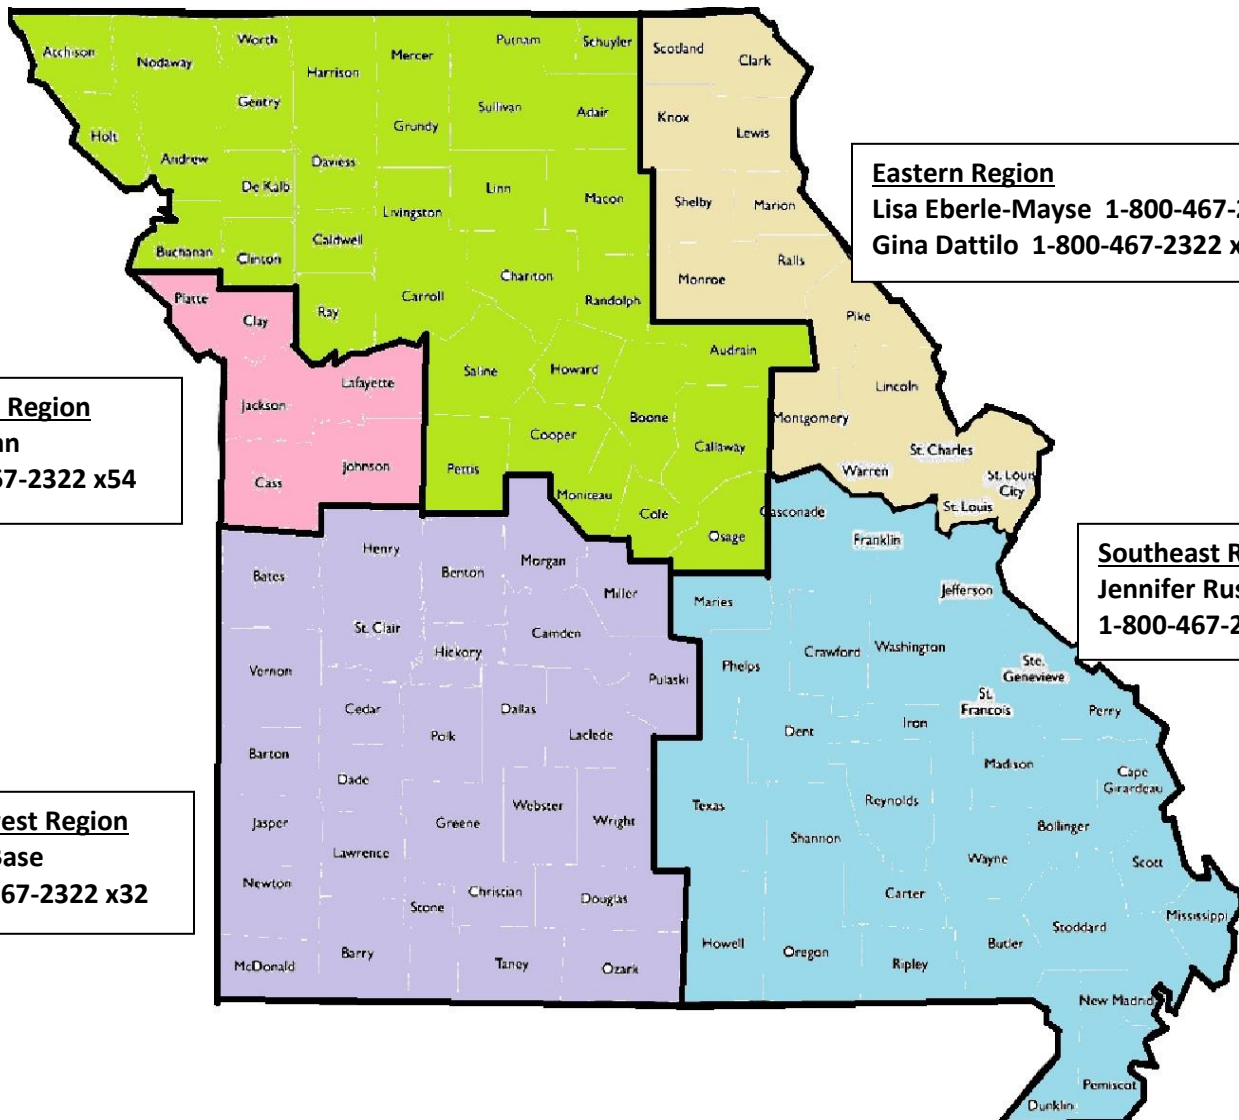 Atchison
Nodaway
Worth
Harrison
Mercer
Putnam
Schuyler
Scotland
Clark
Holt
Gentry
Grundy
Sullivan
Adair
Knox
Lewis
Andrew
De Kalb
Daviess
Livingston
Linn
Macon
Shelby
Marion
Buchanan
Clinton
Caldwell
Chariton
Monroe
Ralls
Platte
Clay
Ray
Carroll
Randolph
Pike
Saline
Howard
Audrain
Lafayette
Jackson
Lincoln
Boone
Montgomery
Cooper
Callaway
St. Charles
Cass
Johnson
Pettis
Moniteau
Cole
Osage
Warren
St. Louis
City
St. Louis
Gasconade
Franklin
Henry
Benton
Morgan
Miller
Bates
Maries
Jefferson
St. Clair
Hickory
Camden
Pulaski
Phelps
Crawford
Washington
Ste.
Genevieve
Vernon
Cedar
Polk
Dallas
Laclede
Dent
Iron
St.
Francois
Perry
Barton
Dade
Madison
Cape
Girardeau
Jasper
Greene
Webster
Wright
Texas
Shannon
Reynolds
Bollinger
Lawrence
Wayne
Scott
Newton
Stone
Christian
Douglas
Carter
Mississippi
McDonald
Barry
Taney
Ozark
Howell
Oregon
Ripley
Butler
Stoddard
New Madrid
Pemiscot
Dunklin
Eastern Region
Lisa Eberle-Mayse 1-800-467-2
Gina Dattilo 1-800-467-2322 x
Region
nn
67-2322 x54
Southeast R
Jennifer Rus
1-800-467-2
est Region
Base
467-2322 x32